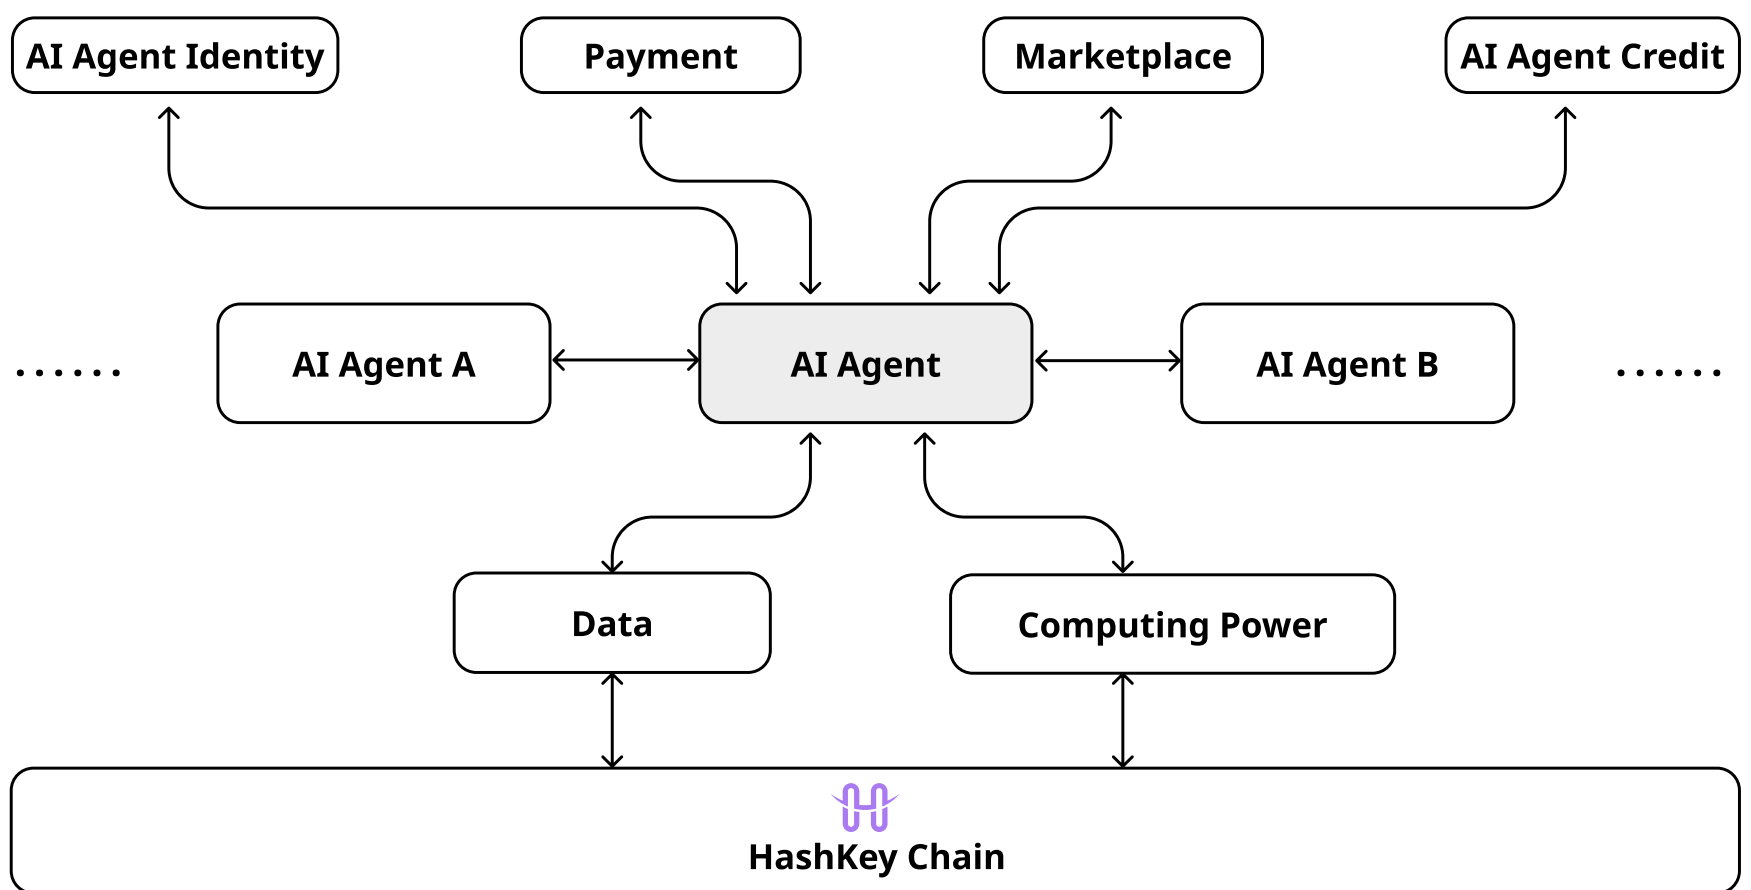 AI Agent Identity
Payment
Marketplace
AI Agent Credit
......
AI Agent A
AI Agent
AI Agent B
......
Data
Computing Power
HashKey Chain